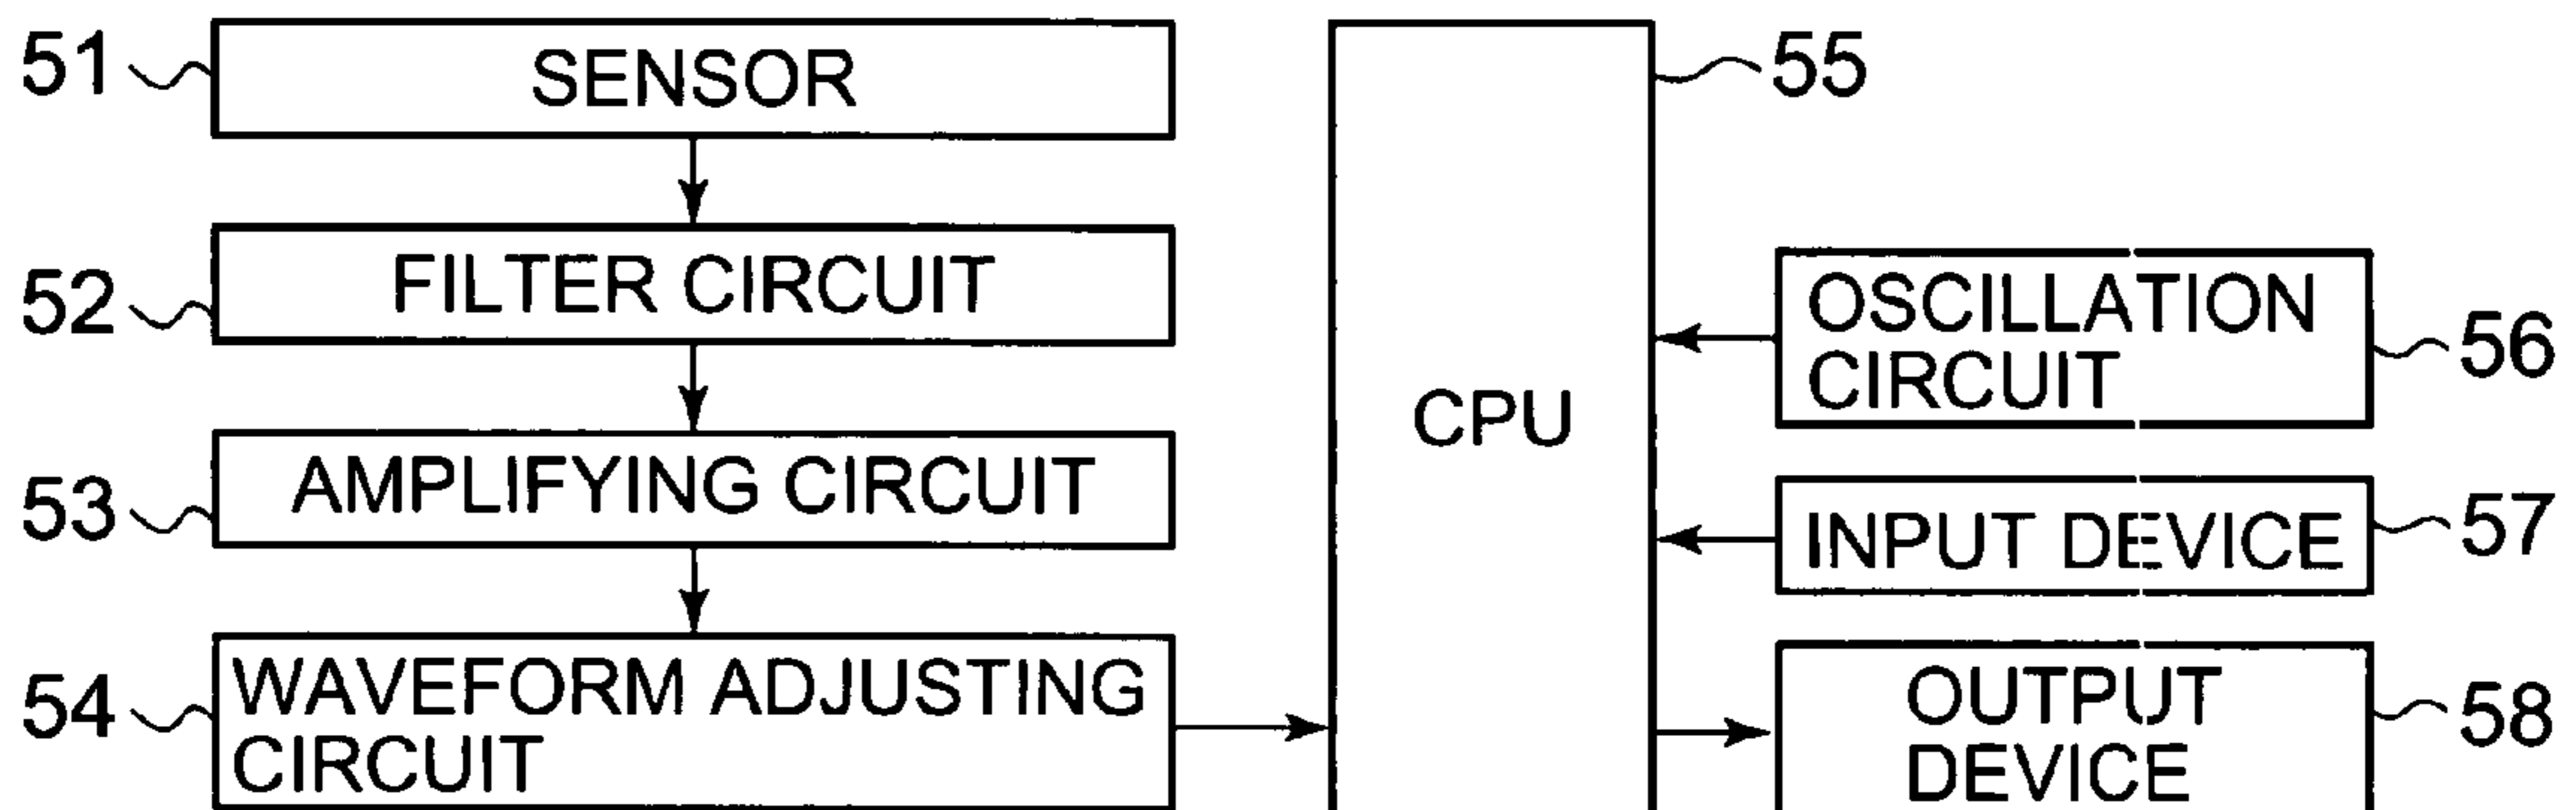 51
SENSOR
52
FILTER CIRCUIT
53
AMPLIFYING CIRCUIT
54
WAVEFORM ADJUSTING
CIRCUIT
CPU
55
OSCILLATION
CIRCUIT
56
INPUT DEVICE
57
OUTPUT
DEVICE
58